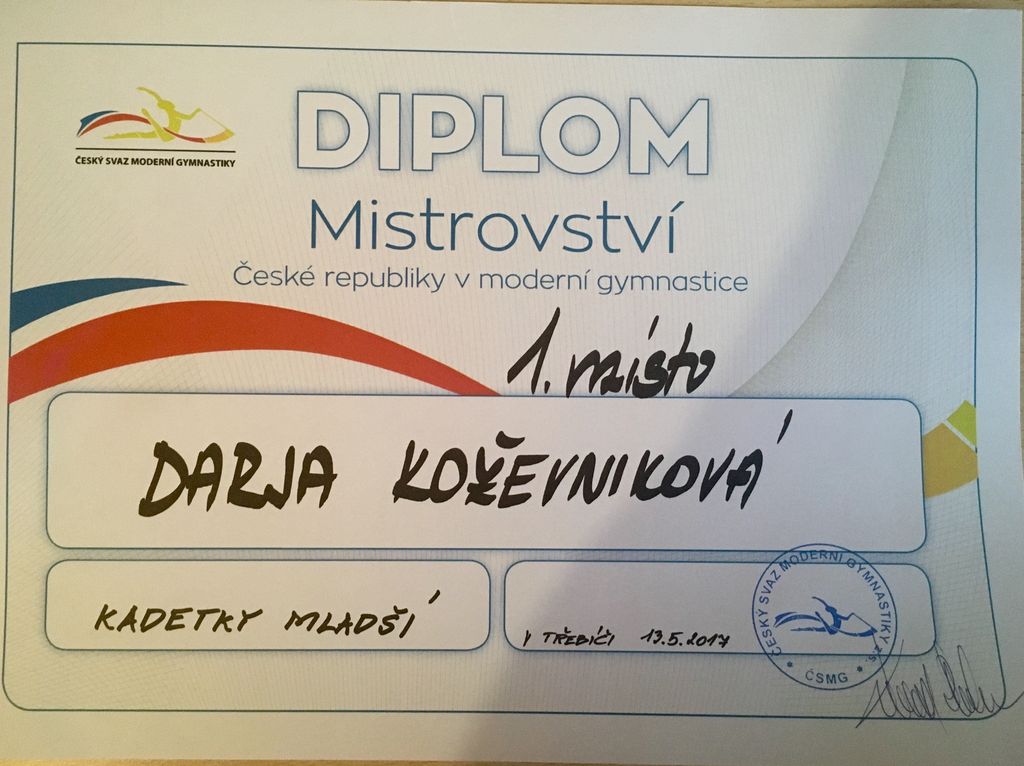 ČESKÝ SVAZ MODERNÍ GYMNASTIKY
DIPLOM
Mistrovství
České republiky v moderní gymnastice
1. místo
DARJA KOŽEVNIKOVÁ
KADETKY MLADŠÍ
V TŘEBÍČI 13.5.2017
ČESKÝ SVAZ MODERNÍ GYMNASTIKY z.s.
ČSMG